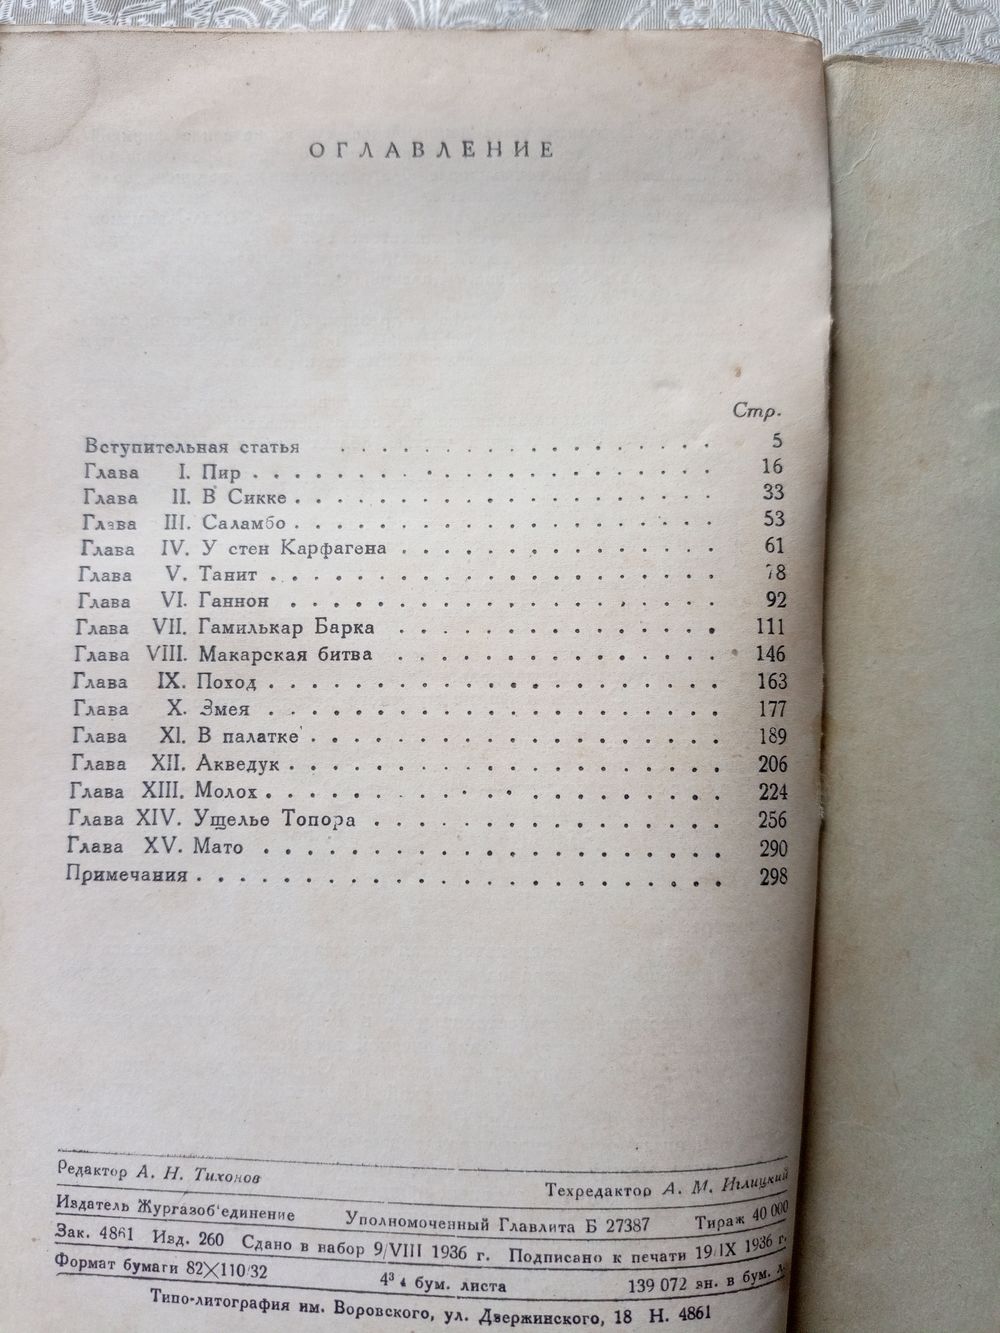 ОГЛАВЛЕНИЕ
Стр.
Вступительная статья . . . . . . . . . . . . . . . . . . 5
Глава I. Пир . . . . . . . . . . . . . . . . . . . . . 16
Глава II. В Сикке . . . . . . . . . . . . . . . . . . . 33
Глава III. Саламбо . . . . . . . . . . . . . . . . . . . 53
Глава IV. У стен Карфагена . . . . . . . . . . . . . . . 61
Глава V. Танит . . . . . . . . . . . . . . . . . . . . 78
Глава VI. Ганнон . . . . . . . . . . . . . . . . . . . 92
Глава VII. Гамилькар Барка . . . . . . . . . . . . . . . 111
Глава VIII. Макарская битва . . . . . . . . . . . . . . . 146
Глава IX. Поход . . . . . . . . . . . . . . . . . . . . 163
Глава X. Змея . . . . . . . . . . . . . . . . . . . . 177
Глава XI. В палатке . . . . . . . . . . . . . . . . . . 189
Глава XII. Акведук . . . . . . . . . . . . . . . . . . . 206
Глава XIII. Молох . . . . . . . . . . . . . . . . . . . . 224
Глава XIV. Ущелье Топора . . . . . . . . . . . . . . . . 256
Глава XV. Мато . . . . . . . . . . . . . . . . . . . . 290
Примечания . . . . . . . . . . . . . . . . . . . . . . . 298
Редактор А. Н. Тихонов Техредактор А. М. Иглицкий
Издатель Жургазоб'единение Уполномоченный Главлита Б 27387 Тираж 40 000
Зак. 4861 Изд. 260 Сдано в набор 9/VIII 1936 г. Подписано к печати 19/IX 1936 г.
Формат бумаги 82×110/32 4 3/4 бум. листа 139 072 зн. в бум.
Типо-литография им. Воровского, ул. Дзержинского, 18 Н. 4861